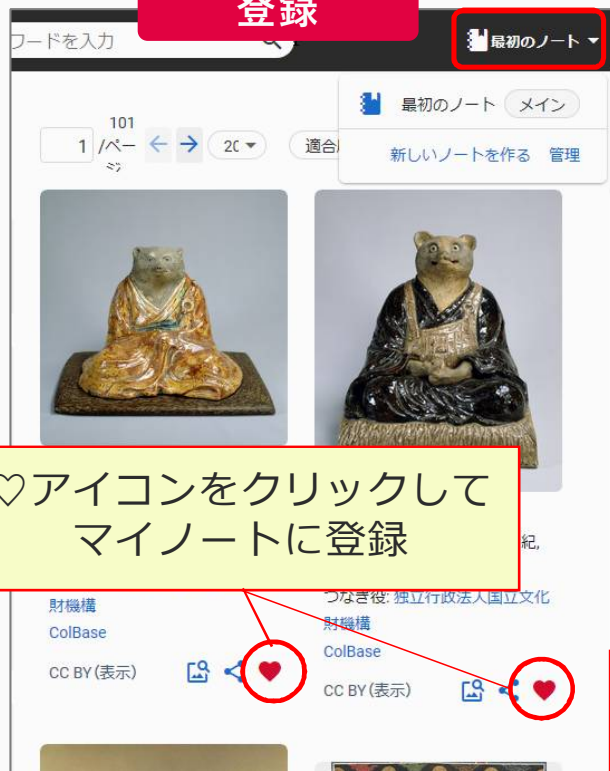 登録
ワードを入力
最初のノート
最初のノート メイン
新しいノートを作る 管理
101
1 /ペー
ジ
20
適合
♡アイコンをクリックして
マイノートに登録
財機構
ColBase
CC BY (表示)
紀,
つなぎ役: 独立行政法人国立文化
財機構
ColBase
CC BY (表示)